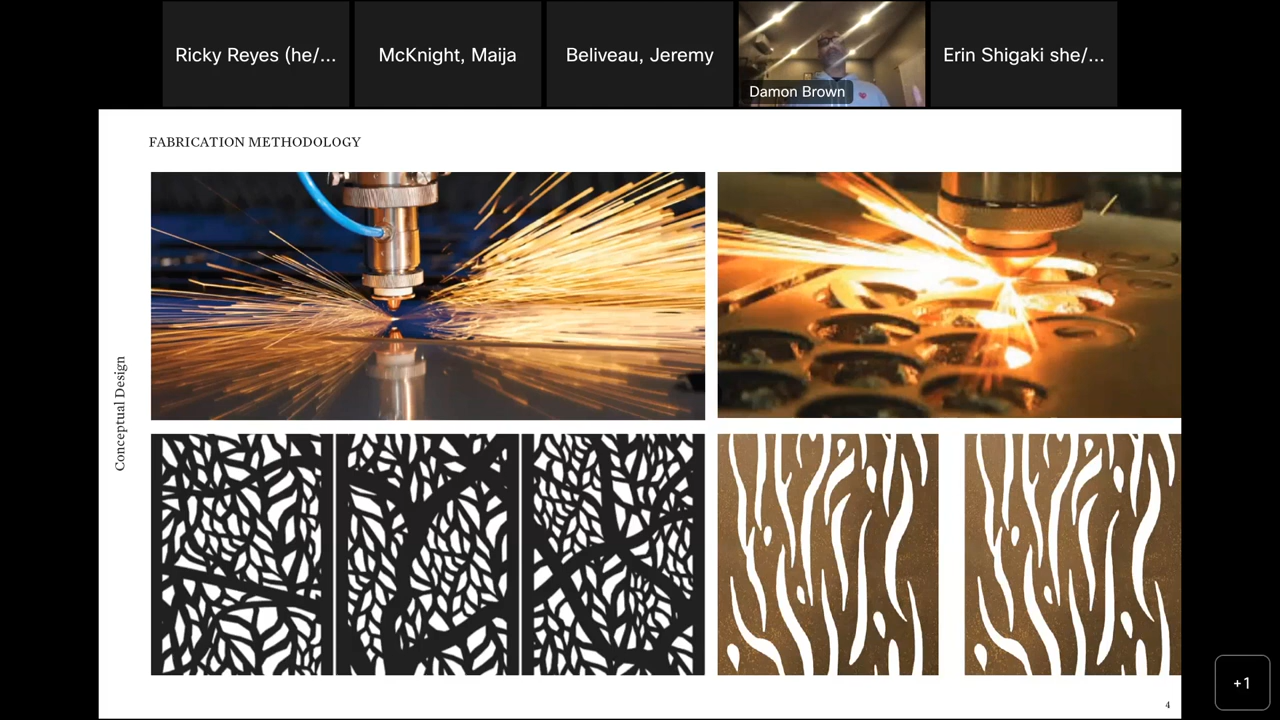 Ricky Reyes (he/...
McKnight, Maija
Beliveau, Jeremy
Damon Brown
Erin Shigaki she/...
FABRICATION METHODOLOGY
Conceptual Design
4
+1